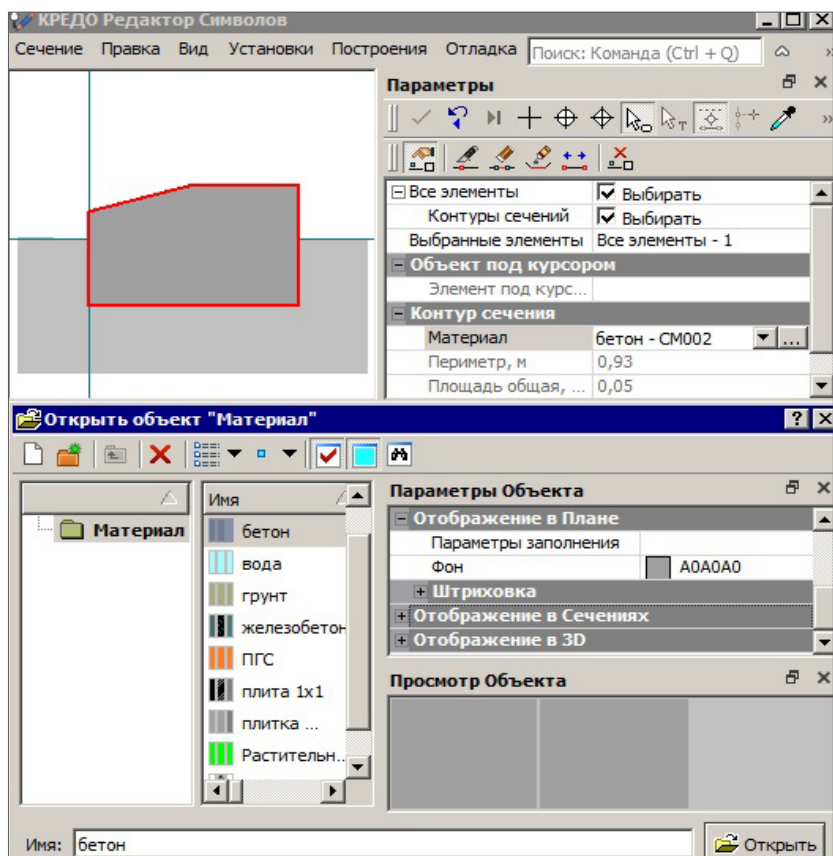 КРЕДО Редактор Символов
Сечение Правка Вид Установки Построения Отладка Поиск: Команда (Ctrl + Q)
Параметры
Все элементы Выбирать
Контуры сечений Выбирать
Выбранные элементы Все элементы - 1
Объект под курсором
Элемент под курс...
Контур сечения
Материал бетон - СМ002
Периметр, м 0,93
Площадь общая, ... 0,05
Открыть объект "Материал"
Материал
Имя
бетон
вода
грунт
железобетон
ПГС
плита 1x1
плитка ...
Растительн...
Параметры Объекта
Отображение в Плане
Параметры заполнения
Фон A0A0A0
Штриховка
Отображение в Сечениях
Отображение в 3D
Просмотр Объекта
Имя: бетон Открыть